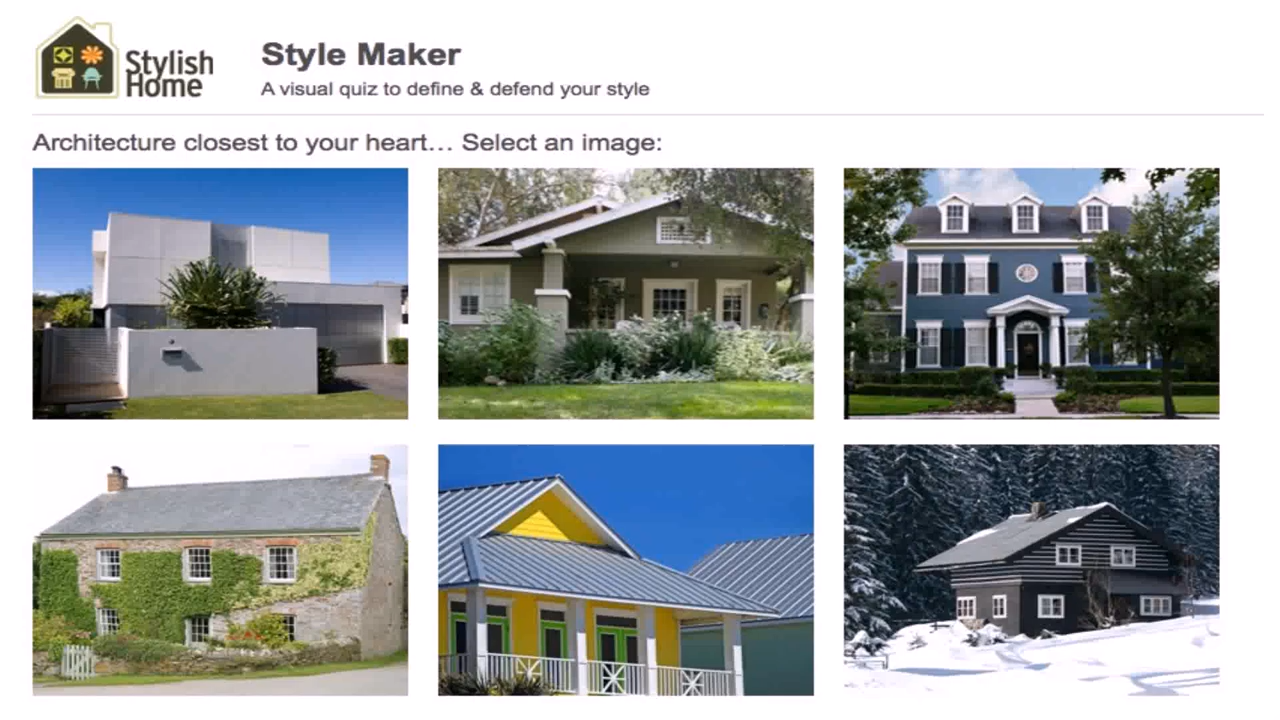 Stylish
Home
Style Maker
A visual quiz to define & defend your style
Architecture closest to your heart... Select an image: